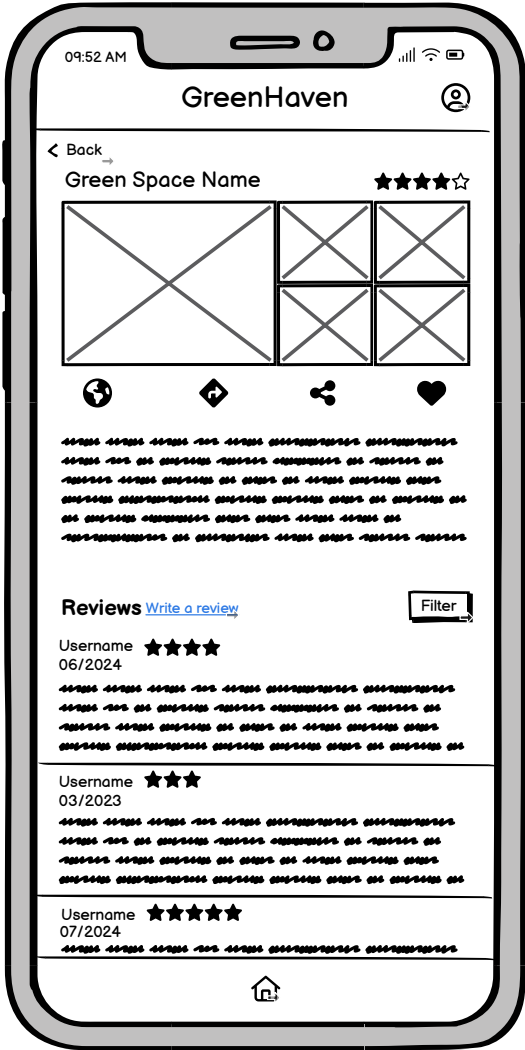 09:52 AM
GreenHaven
Back
Green Space Name
Reviews Write a review
Filter
Username
06/2024
Username
03/2023
Username
07/2024